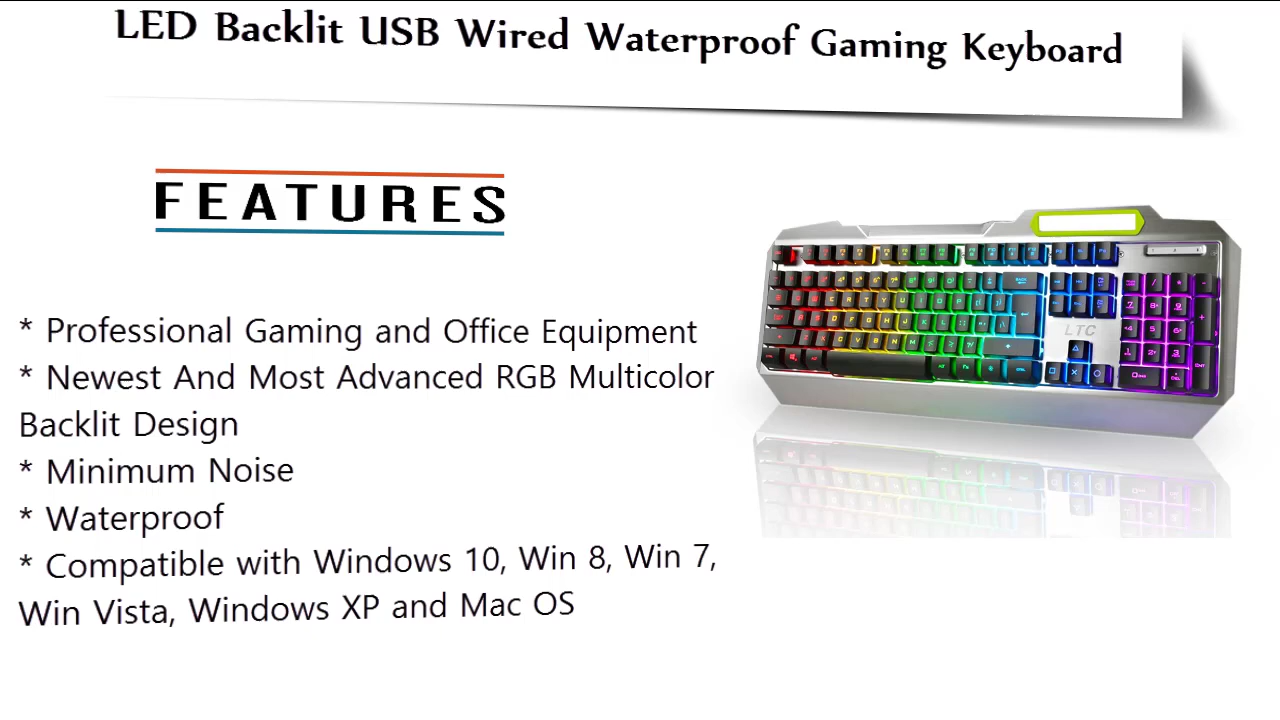 LED Backlit USB Wired Waterproof Gaming Keyboard
FEATURES
* Professional Gaming and Office Equipment
* Newest And Most Advanced RGB Multicolor
Backlit Design
* Minimum Noise
* Waterproof
* Compatible with Windows 10, Win 8, Win 7,
Win Vista, Windows XP and Mac OS
LTC